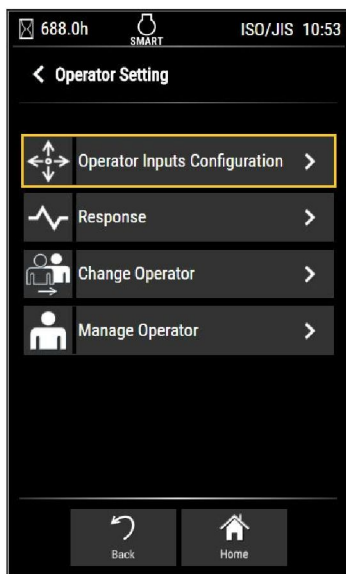 688.0h SMART ISO/JIS 10:53
Operator Setting
Operator Inputs Configuration
Response
Change Operator
Manage Operator
Back Home